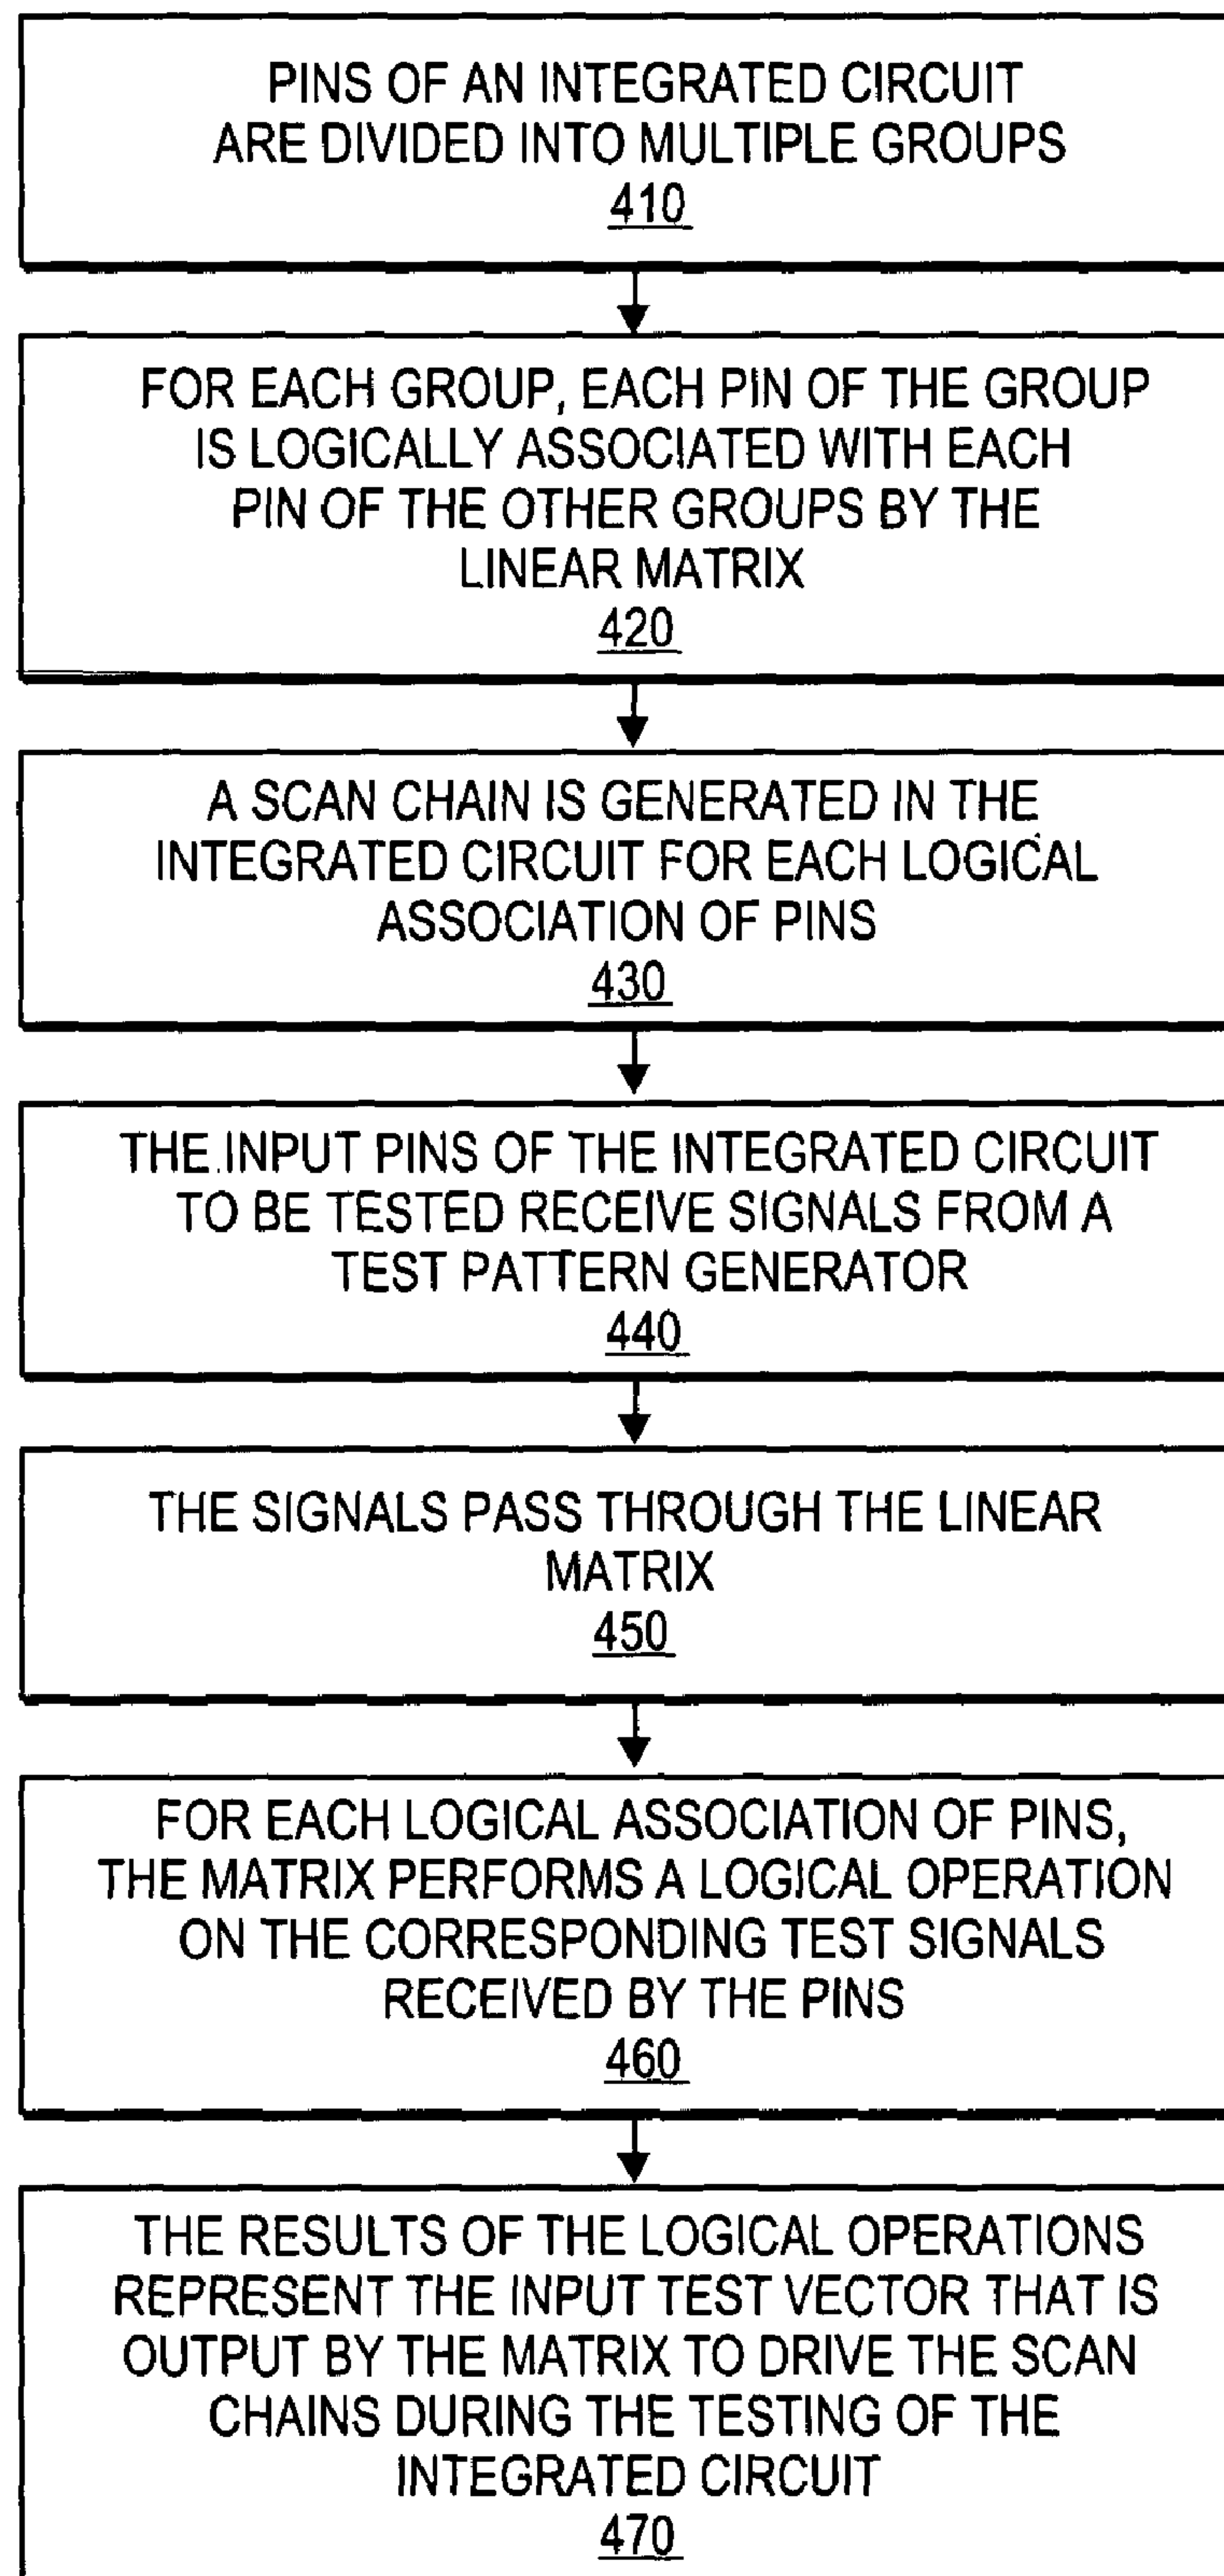 PINS OF AN INTEGRATED CIRCUIT
ARE DIVIDED INTO MULTIPLE GROUPS
410
FOR EACH GROUP, EACH PIN OF THE GROUP
IS LOGICALLY ASSOCIATED WITH EACH
PIN OF THE OTHER GROUPS BY THE
LINEAR MATRIX
420
A SCAN CHAIN IS GENERATED IN THE
INTEGRATED CIRCUIT FOR EACH LOGICAL
ASSOCIATION OF PINS
430
THE INPUT PINS OF THE INTEGRATED CIRCUIT
TO BE TESTED RECEIVE SIGNALS FROM A
TEST PATTERN GENERATOR
440
THE SIGNALS PASS THROUGH THE LINEAR
MATRIX
450
FOR EACH LOGICAL ASSOCIATION OF PINS,
THE MATRIX PERFORMS A LOGICAL OPERATION
ON THE CORRESPONDING TEST SIGNALS
RECEIVED BY THE PINS
460
THE RESULTS OF THE LOGICAL OPERATIONS
REPRESENT THE INPUT TEST VECTOR THAT IS
OUTPUT BY THE MATRIX TO DRIVE THE SCAN
CHAINS DURING THE TESTING OF THE
INTEGRATED CIRCUIT
470